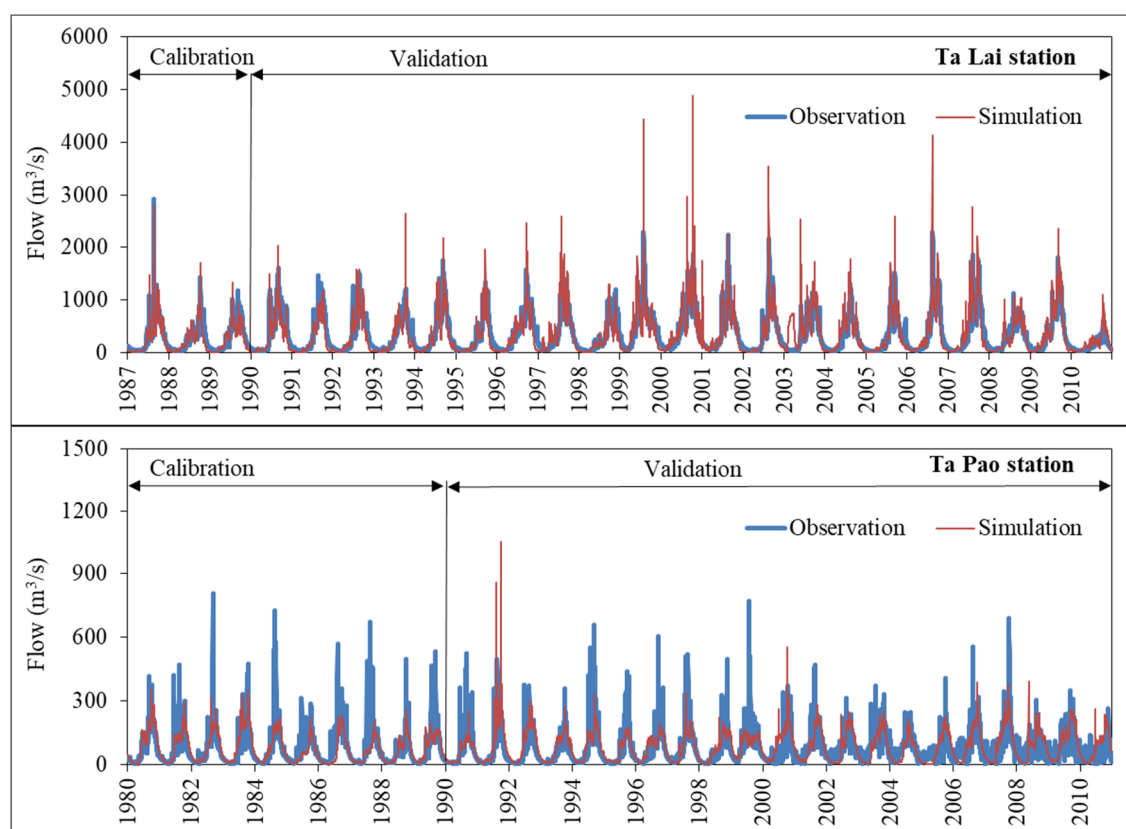 6000
Calibration Validation Ta Lai station
5000
Observation Simulation
4000
3000
2000
1000
0
Flow (m³/s)
1987 1988 1989 1990 1991 1992 1993 1994 1995 1996 1997 1998 1999 2000 2001 2002 2003 2004 2005 2006 2007 2008 2009 2010
1500
Calibration Validation Ta Pao station
1200
Observation Simulation
900
600
300
0
Flow (m³/s)
1980 1982 1984 1986 1988 1990 1992 1994 1996 1998 2000 2002 2004 2006 2008 2010